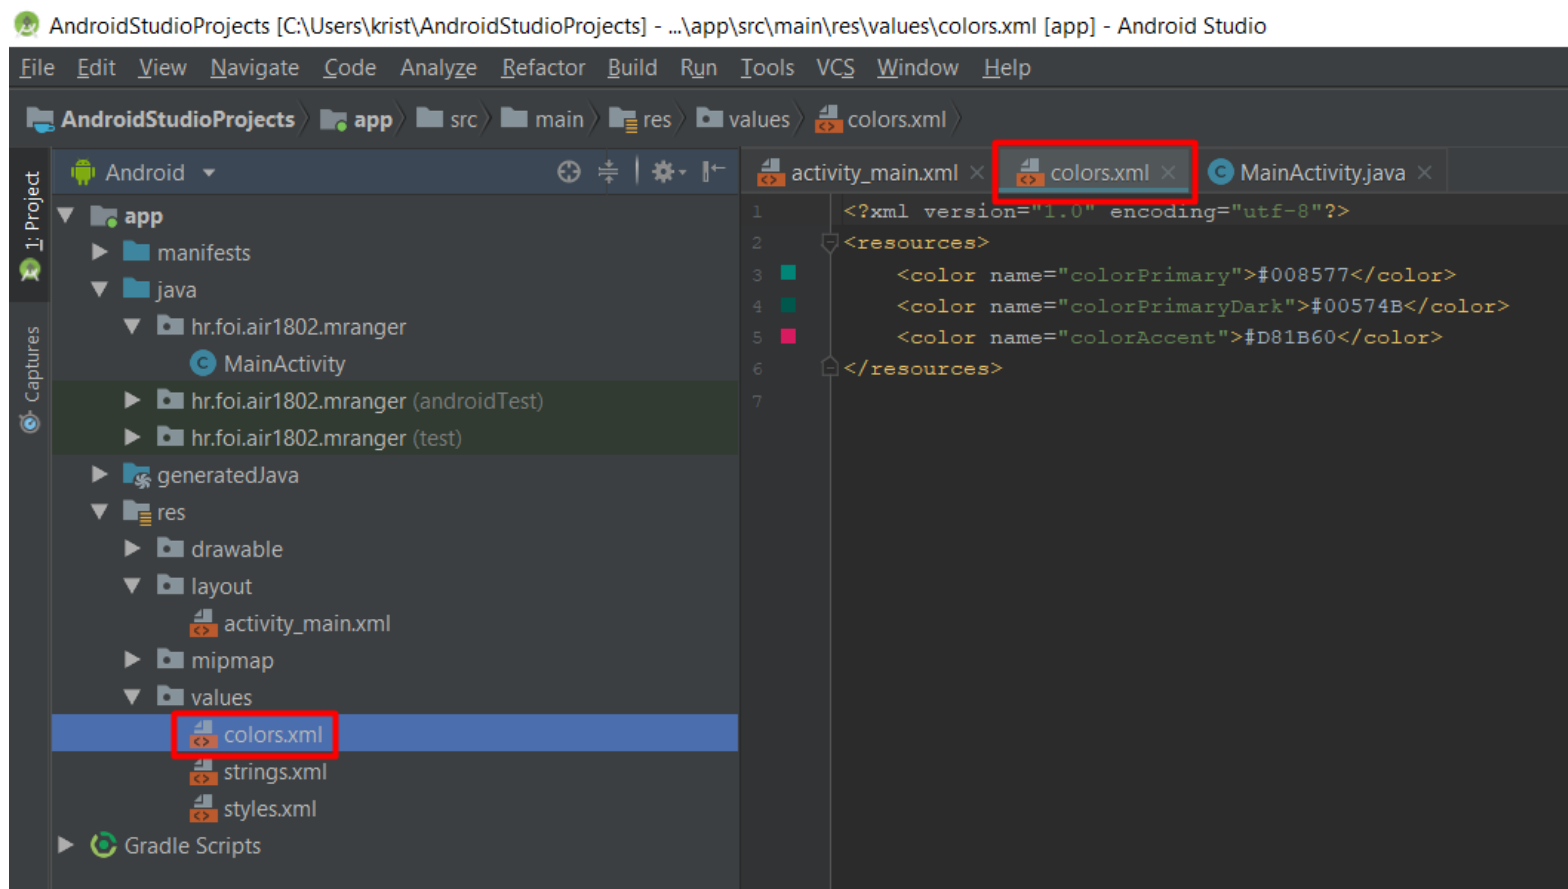 AndroidStudioProjects [C:\Users\krist\AndroidStudioProjects] - ...\app\src\main\res\values\colors.xml [app] - Android Studio
File Edit View Navigate Code Analyze Refactor Build Run Tools VCS Window Help
AndroidStudioProjects app src main res values colors.xml
1: Project
Captures
Android
app
manifests
java
hr.foi.air1802.mranger
MainActivity
hr.foi.air1802.mranger (androidTest)
hr.foi.air1802.mranger (test)
generatedJava
res
drawable
layout
activity_main.xml
mipmap
values
colors.xml
strings.xml
styles.xml
Gradle Scripts
activity_main.xml colors.xml MainActivity.java
1 <?xml version="1.0" encoding="utf-8"?>
2 <resources>
3 <color name="colorPrimary">#008577</color>
4 <color name="colorPrimaryDark">#00574B</color>
5 <color name="colorAccent">#D81B60</color>
6 </resources>
7